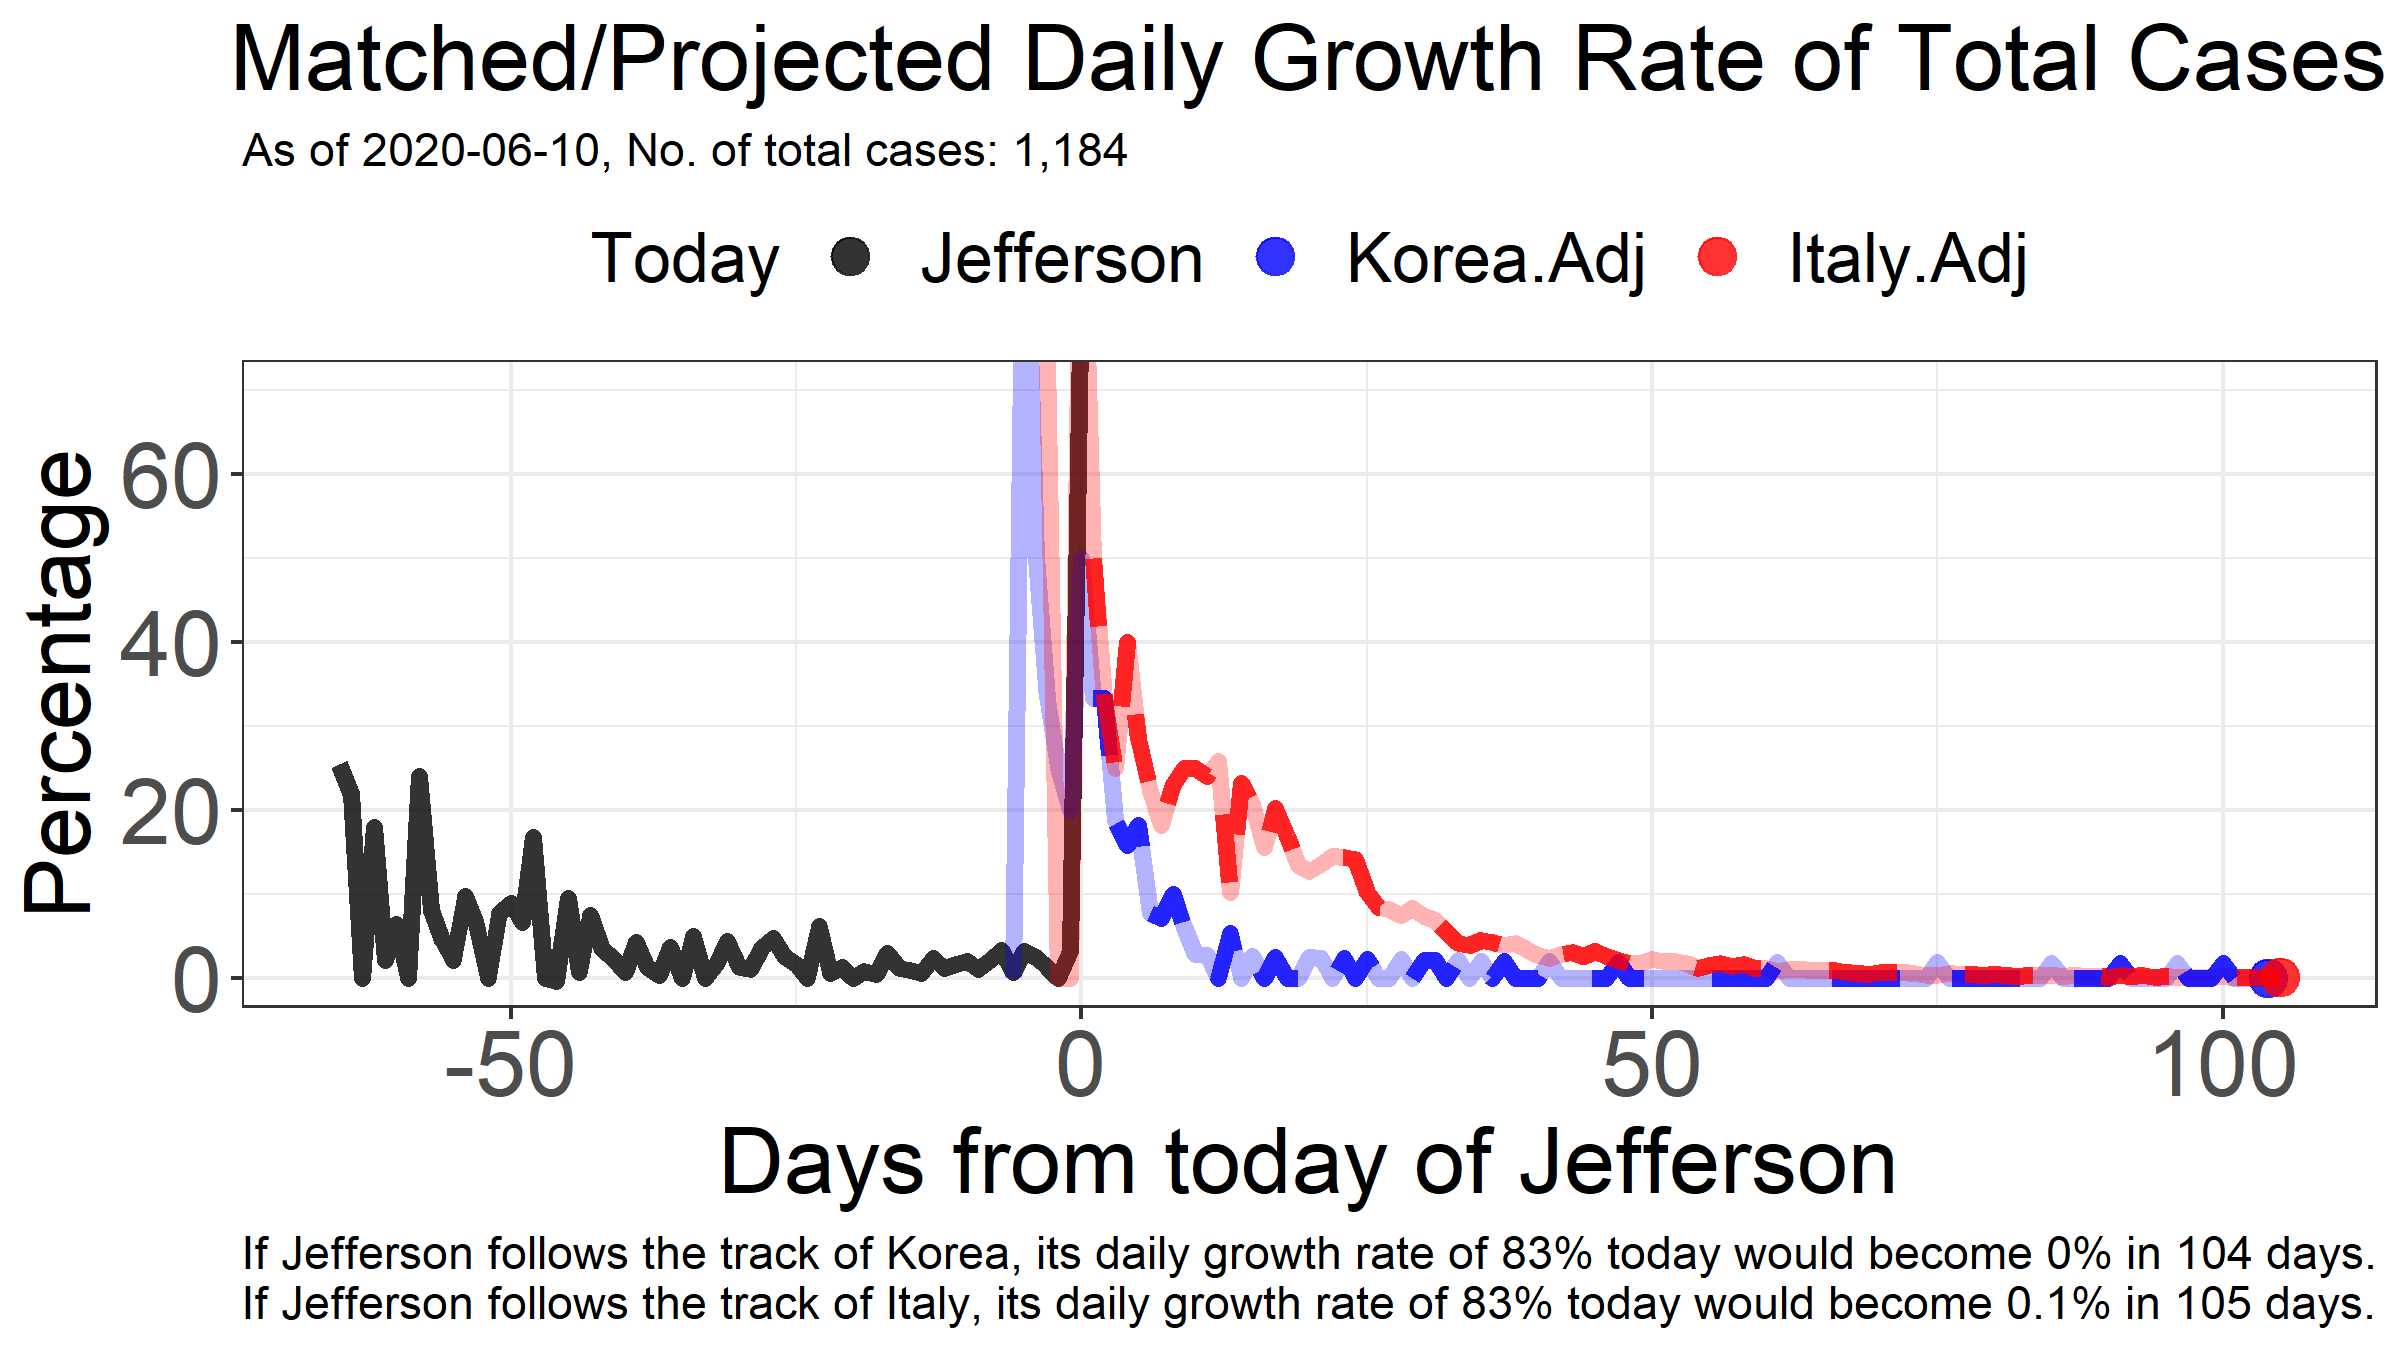 Matched/Projected Daily Growth Rate of Total Cases
As of 2020-06-10, No. of total cases: 1,184
Today Jefferson Korea.Adj Italy.Adj
Percentage
60
40
20
0
-50 0 50 100
Days from today of Jefferson
If Jefferson follows the track of Korea, its daily growth rate of 83% today would become 0% in 104 days.
If Jefferson follows the track of Italy, its daily growth rate of 83% today would become 0.1% in 105 days.